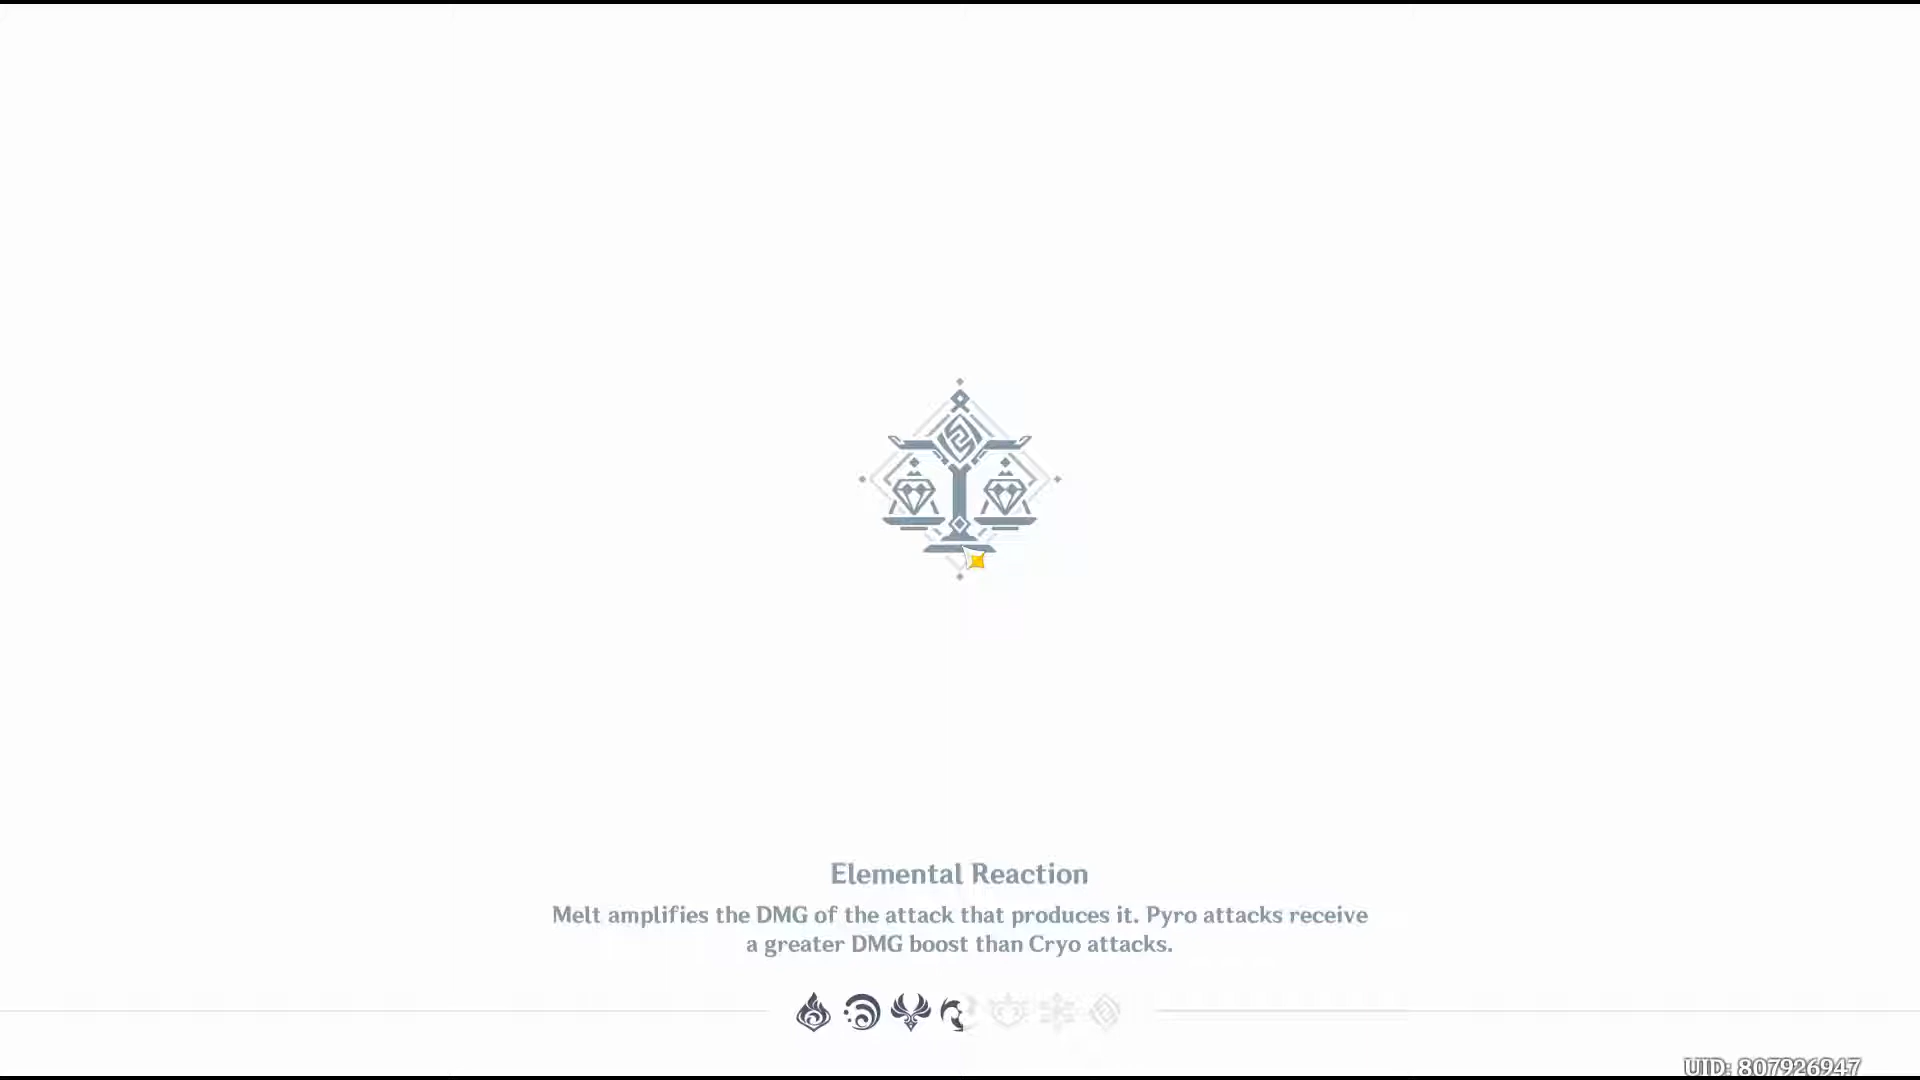 Elemental Reaction
Melt amplifies the DMG of the attack that produces it. Pyro attacks receive
a greater DMG boost than Cryo attacks.
UID: 807926947